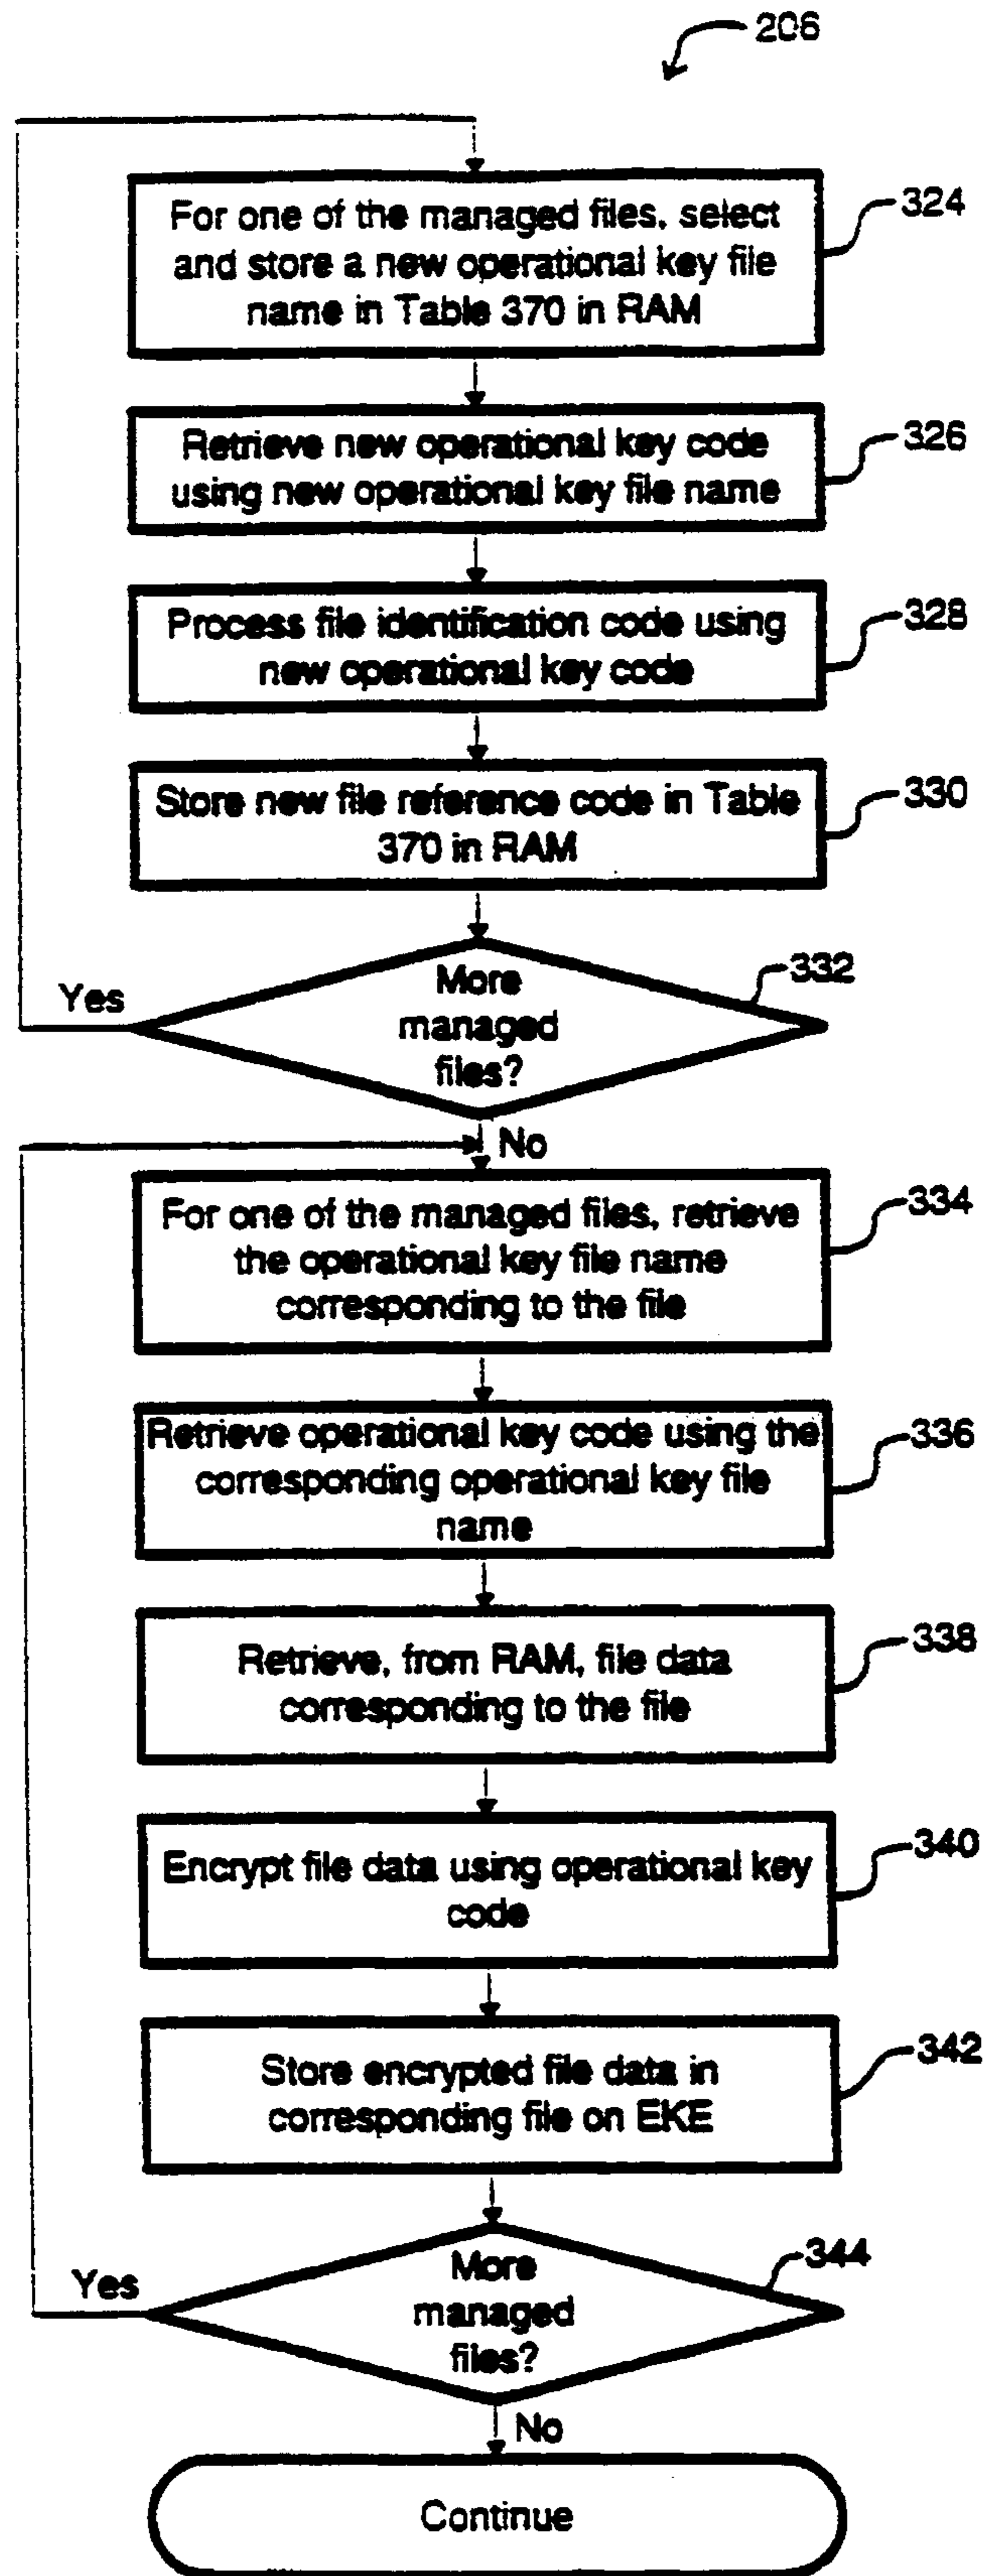 206
For one of the managed files, select
and store a new operational key file
name in Table 370 in RAM
324
Retrieve new operational key code
using new operational key file name
326
Process file identification code using
new operational key code
328
Store new file reference code in Table
370 in RAM
330
More
managed
files?
332
Yes
No
For one of the managed files, retrieve
the operational key file name
corresponding to the file
334
Retrieve operational key code using the
corresponding operational key file
name
336
Retrieve, from RAM, file data
corresponding to the file
338
Encrypt file data using operational key
code
340
Store encrypted file data in
corresponding file on EKE
342
More
managed
files?
344
Yes
No
Continue